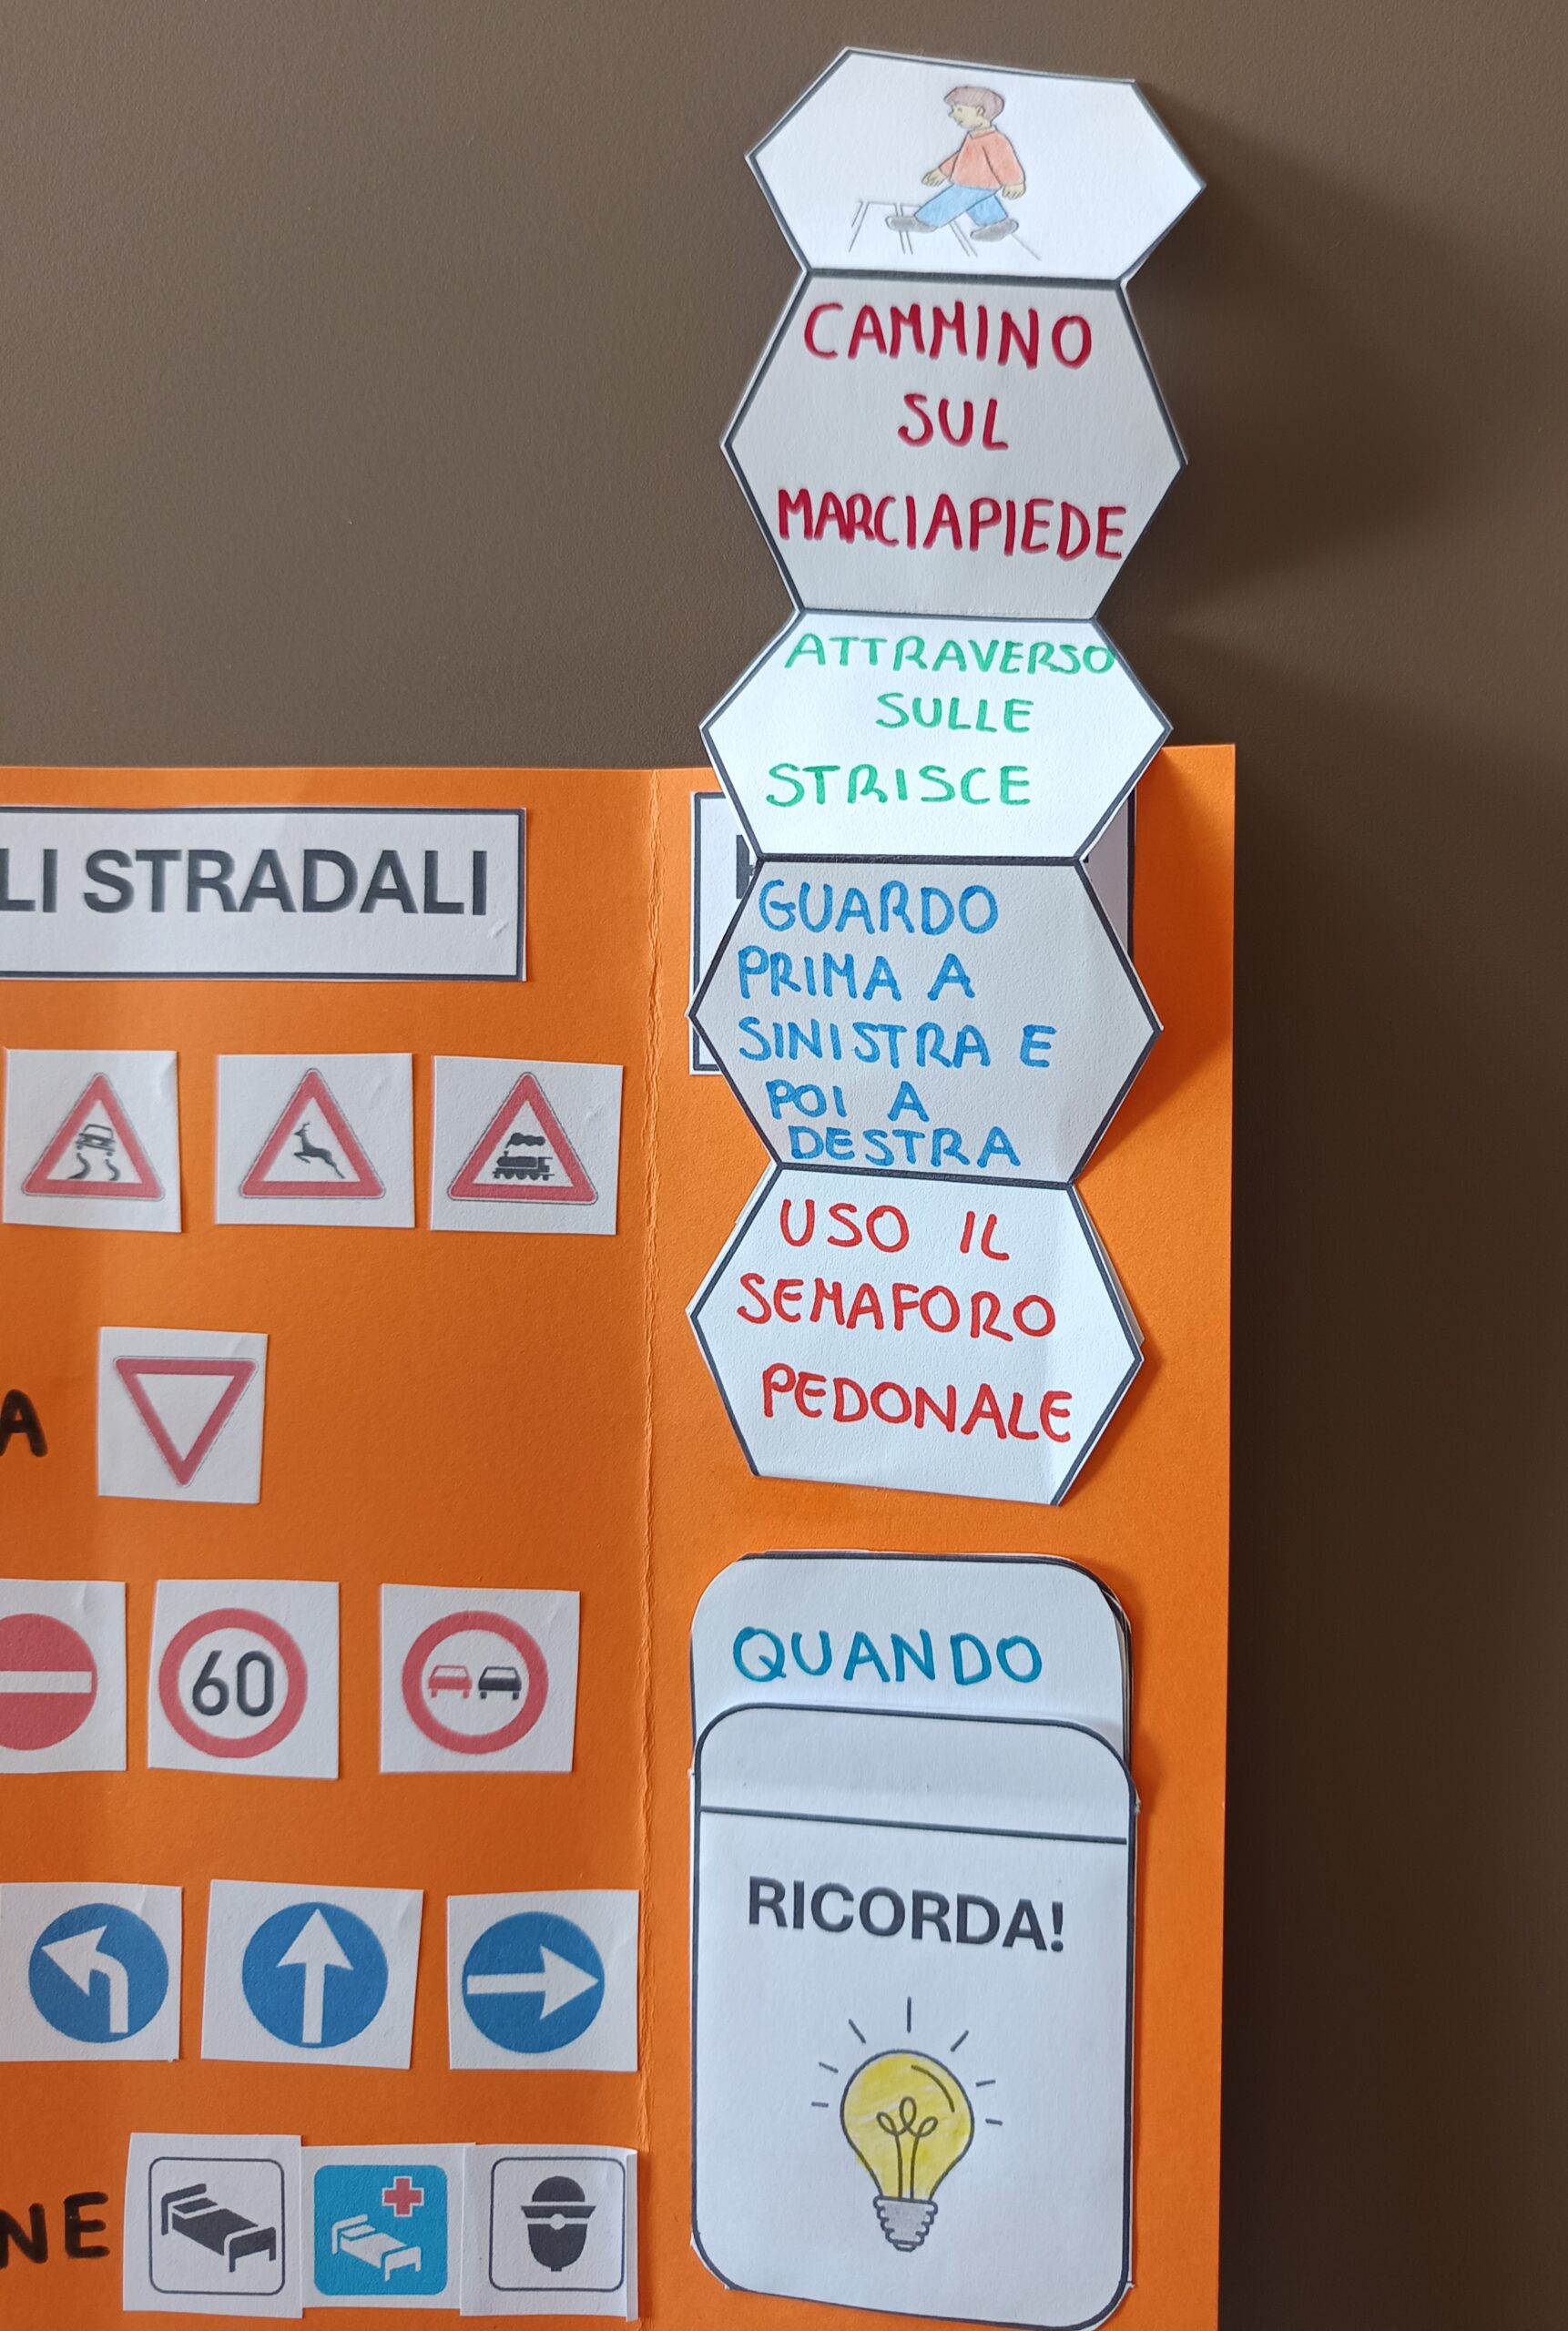 CAMMINO
SUL
MARCIAPIEDE
ATTRAVERSO
SULLE
STRISCE
GUARDO
PRIMA A
SINISTRA E
POI A
DESTRA
USO IL
SEMAFORO
PEDONALE
LI STRADALI
A
60
NE
QUANDO
RICORDA!